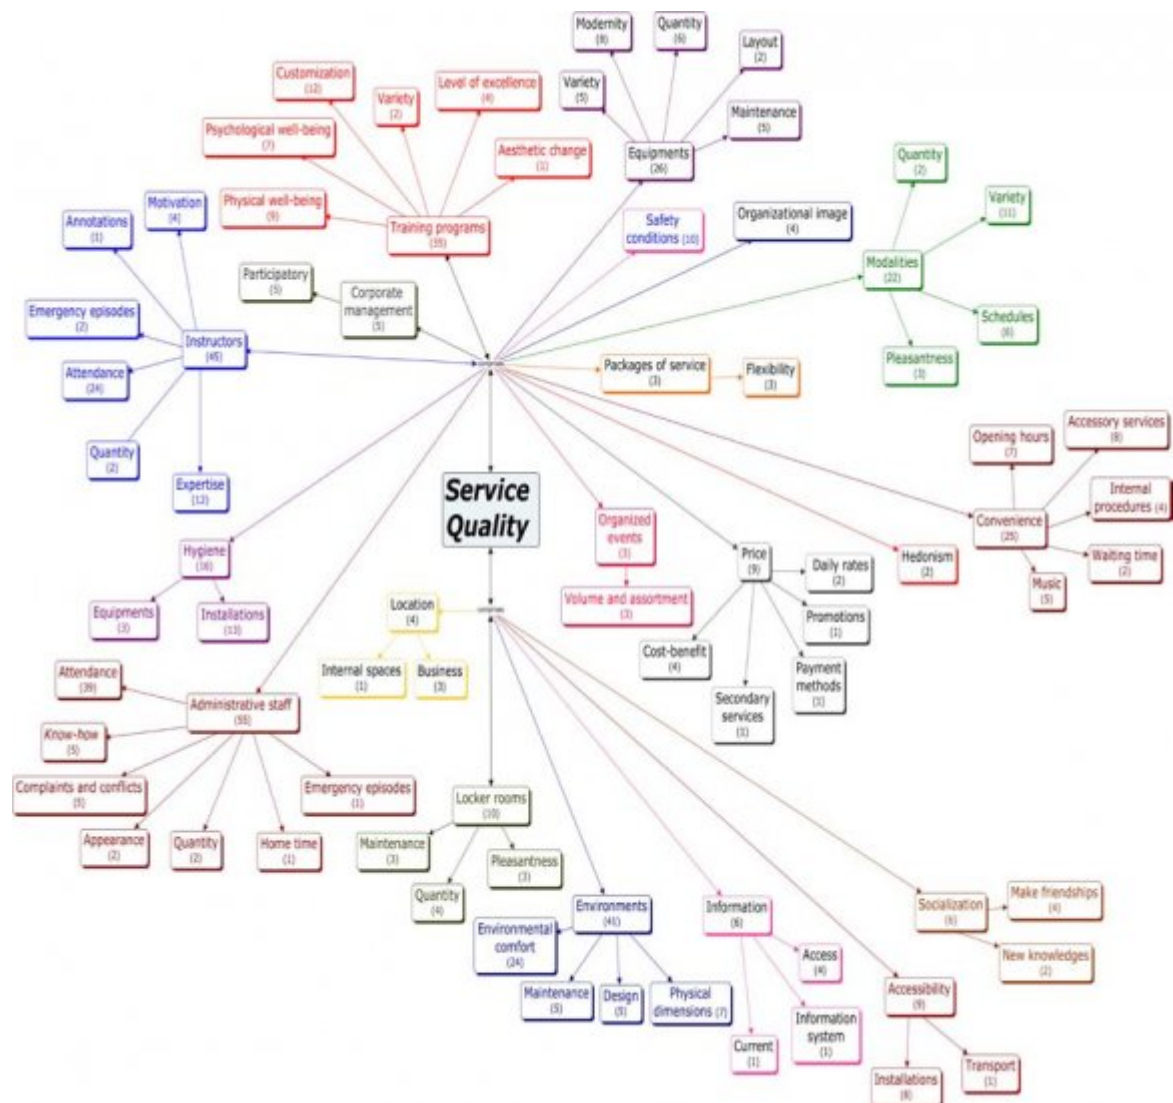 Modernity
(8)
Quantity
(6)
Layout
(2)
Variety
(5)
Maintenance
(5)
Equipments
(26)
Customization
(12)
Variety
(2)
Level of excellence
(4)
Psychological well-being
(7)
Aesthetic change
(1)
Physical well-being
(9)
Training programs
(35)
Quantity
(2)
Variety
(11)
Modalities
(22)
Schedules
(6)
Pleasantness
(3)
Safety
conditions (10)
Organizational image
(4)
Motivation
(4)
Annotations
(1)
Emergency episodes
(2)
Instructors
(45)
Attendance
(24)
Quantity
(2)
Expertise
(12)
Participatory
(5)
Corporate
management
(5)
Packages of service
(3)
Flexibility
(3)
Service
Quality
Opening hours
(7)
Accessory services
(8)
Internal
procedures (4)
Convenience
(25)
Waiting time
(2)
Music
(5)
Hygiene
(16)
Equipments
(3)
Installations
(13)
Organized
events
(3)
Volume and assortment
(3)
Price
(9)
Daily rates
(2)
Promotions
(1)
Cost-benefit
(4)
Payment
methods
(1)
Secondary
services
(1)
Hedonism
(2)
Location
(4)
Internal spaces
(1)
Business
(3)
Attendance
(39)
Administrative staff
(55)
Know-how
(5)
Complaints and conflicts
(5)
Emergency episodes
(1)
Appearance
(2)
Quantity
(2)
Home time
(1)
Locker rooms
(10)
Maintenance
(3)
Pleasantness
(3)
Quantity
(4)
Environments
(41)
Environmental
comfort
(24)
Maintenance
(5)
Design
(5)
Physical
dimensions (7)
Information
(6)
Access
(4)
Information
system
(1)
Current
(1)
Socialization
(6)
Make friendships
(4)
New knowledges
(2)
Accessibility
(9)
Installations
(8)
Transport
(1)